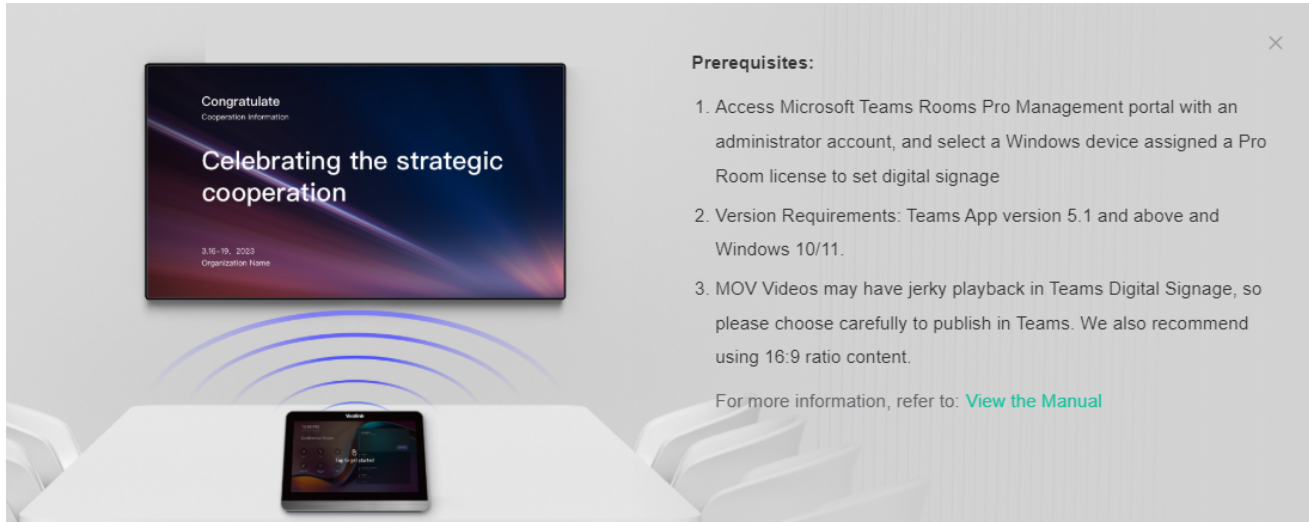 Congratulate
Cooperation Information
Celebrating the strategic
cooperation
3.16-19, 2023
Organization Name
Yealink
Tap to get started
Prerequisites:
1. Access Microsoft Teams Rooms Pro Management portal with an
administrator account, and select a Windows device assigned a Pro
Room license to set digital signage
2. Version Requirements: Teams App version 5.1 and above and
Windows 10/11.
3. MOV Videos may have jerky playback in Teams Digital Signage, so
please choose carefully to publish in Teams. We also recommend
using 16:9 ratio content.
For more information, refer to: View the Manual